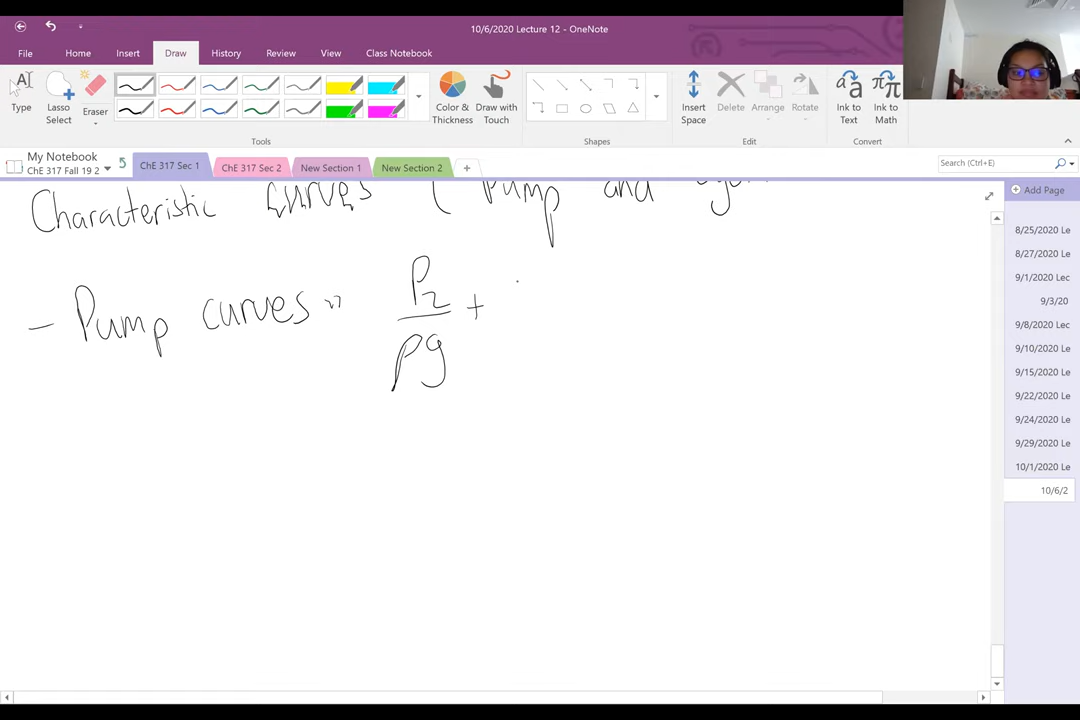 10/6/2020 Lecture 12 - OneNote
File Home Insert Draw History Review View Class Notebook
Type
Lasso Select
Eraser
Color & Thickness
Draw with Touch
Insert Space
Delete
Arrange
Rotate
Ink to Text
Ink to Math
Tools
Shapes
Edit
Convert
My Notebook
ChE 317 Fall 19 2
ChE 317 Sec 1
ChE 317 Sec 2
New Section 1
New Section 2
Search (Ctrl+E)
Add Page
8/25/2020 Le
8/27/2020 Le
9/1/2020 Lec
9/3/20
9/8/2020 Lec
9/10/2020 Le
9/15/2020 Le
9/22/2020 Le
9/24/2020 Le
9/29/2020 Le
10/1/2020 Le
10/6/2
Characteristic curves ( Pump and
- Pump curves
P₂
+
ρg